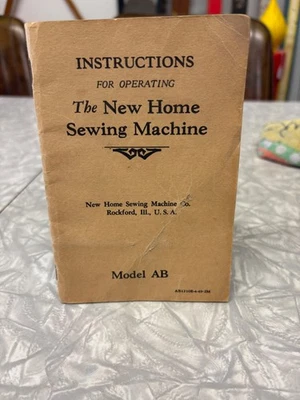 INSTRUCTIONS
FOR OPERATING
The New Home
Sewing Machine
New Home Sewing Machine Co.
Rockford, Ill., U. S. A.
Model AB